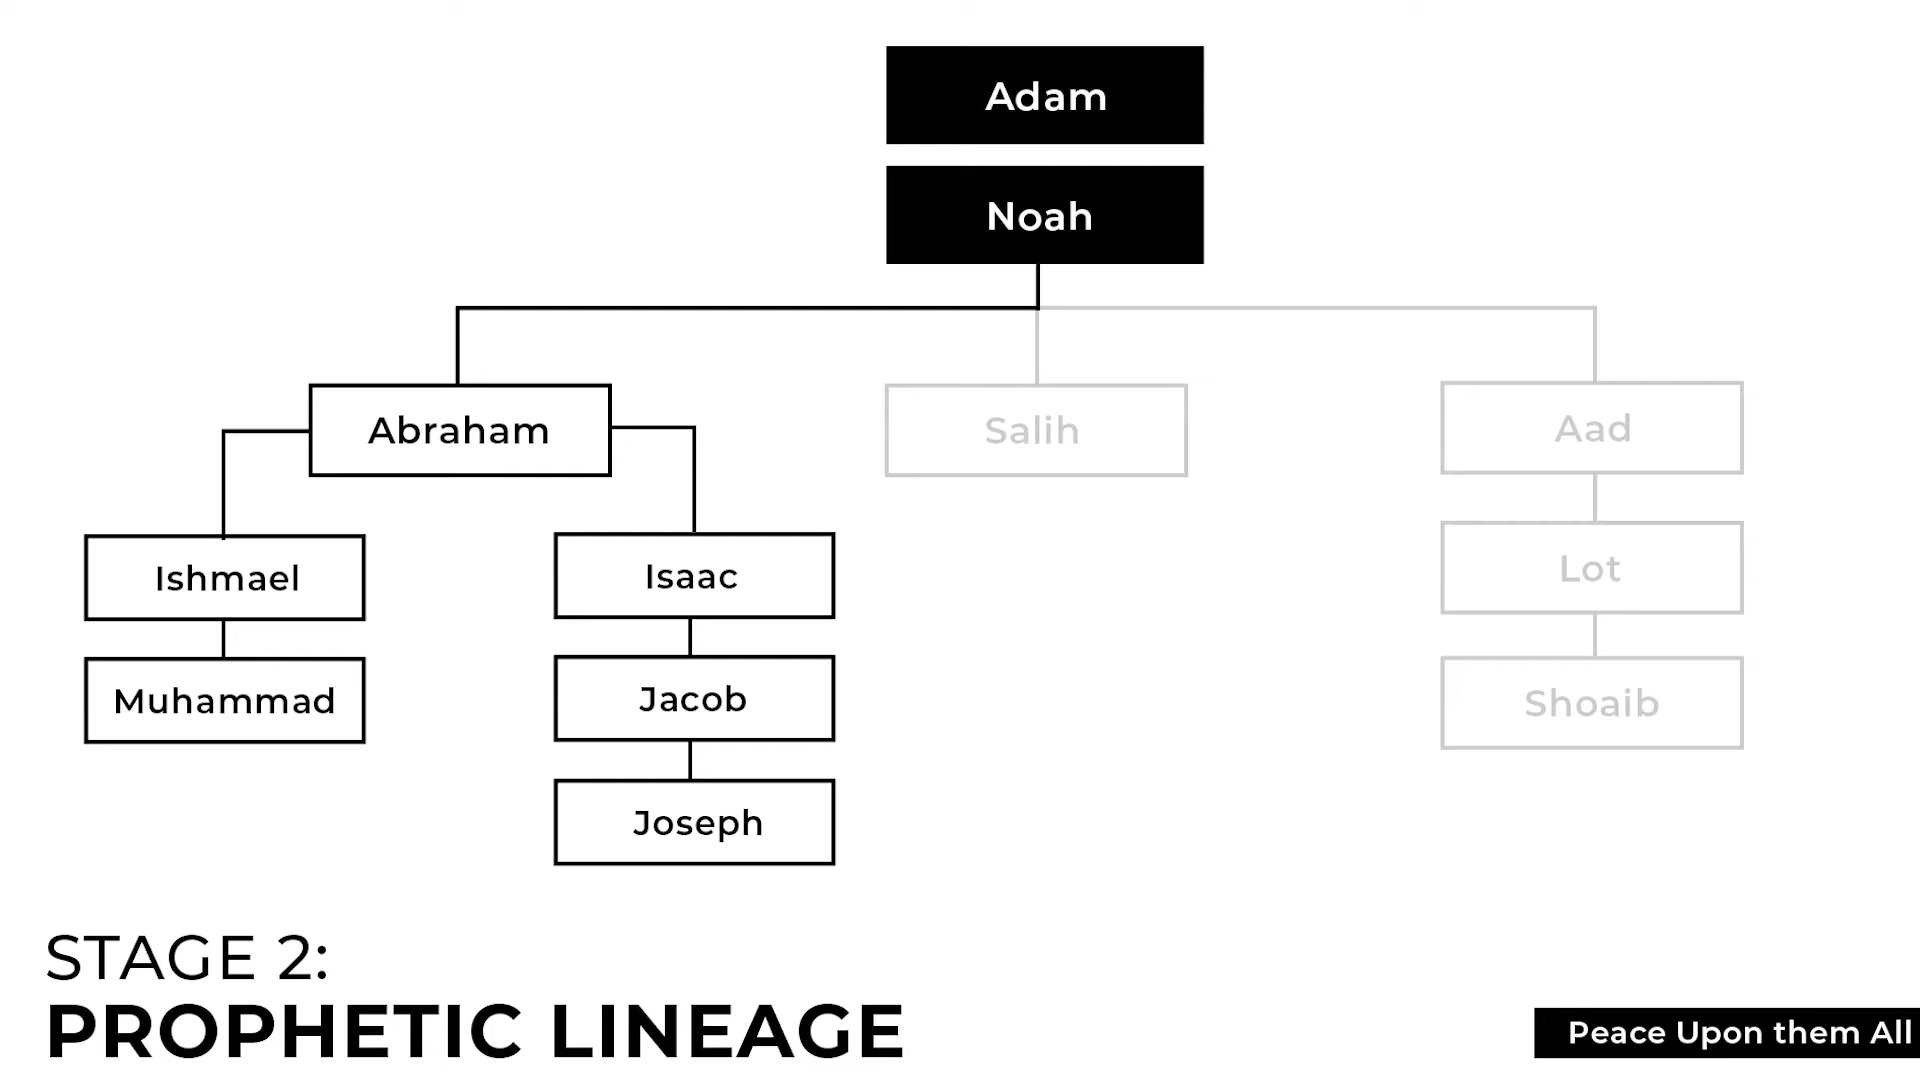 Adam
Noah
Abraham
Salih
Aad
Ishmael
Isaac
Lot
Muhammad
Jacob
Shoaib
Joseph
STAGE 2:
PROPHETIC LINEAGE
Peace Upon them All